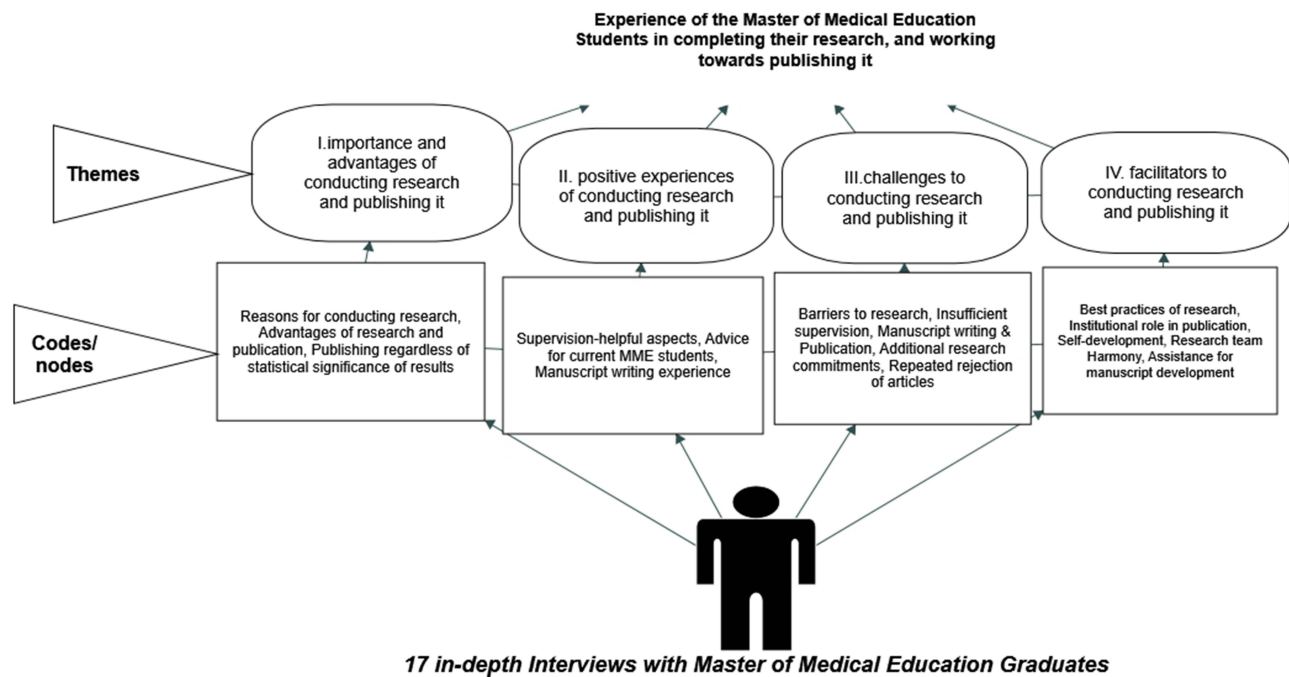 Experience of the Master of Medical Education
Students in completing their research, and working
towards publishing it
Themes
I.importance and
advantages of
conducting research
and publishing it
II. positive experiences
of conducting research
and publishing it
III.challenges to
conducting research
and publishing it
IV. facilitators to
conducting research
and publishing it
Codes/
nodes
Reasons for conducting research,
Advantages of research and
publication, Publishing regardless of
statistical significance of results
Supervision-helpful aspects, Advice
for current MME students,
Manuscript writing experience
Barriers to research, Insufficient
supervision, Manuscript writing &
Publication, Additional research
commitments, Repeated rejection
of articles
Best practices of research,
Institutional role in publication,
Self-development, Research team
Harmony, Assistance for
manuscript development
17 in-depth Interviews with Master of Medical Education Graduates